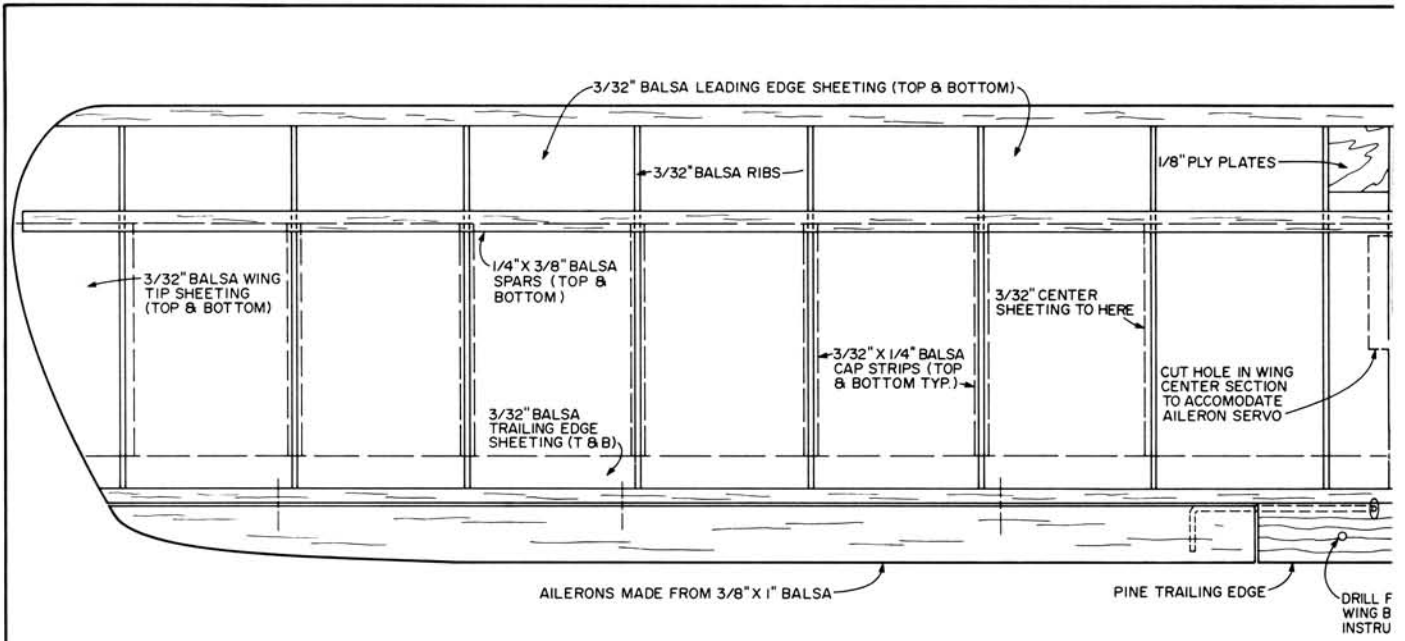 3/32" BALSA LEADING EDGE SHEETING (TOP & BOTTOM)
3/32" BALSA RIBS
1/8" PLY PLATES
3/32" BALSA WING
TIP SHEETING
(TOP & BOTTOM)
1/4" X 3/8" BALSA
SPARS (TOP &
BOTTOM)
3/32" CENTER
SHEETING TO HERE
3/32" X 1/4" BALSA
CAP STRIPS (TOP
& BOTTOM TYP.)
CUT HOLE IN WING
CENTER SECTION
TO ACCOMODATE
AILERON SERVO
3/32" BALSA
TRAILING EDGE
SHEETING (T & B)
AILERONS MADE FROM 3/8" X 1" BALSA
PINE TRAILING EDGE
DRILL F
WING B
INSTRU